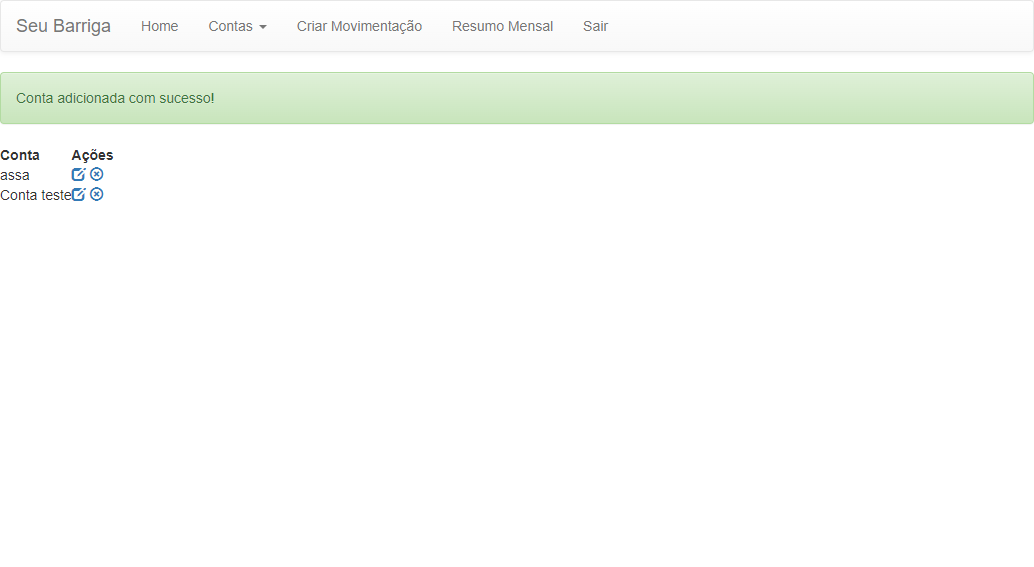 Seu Barriga Home Contas Criar Movimentação Resumo Mensal Sair
Conta adicionada com sucesso!
Conta Ações
assa
Conta teste